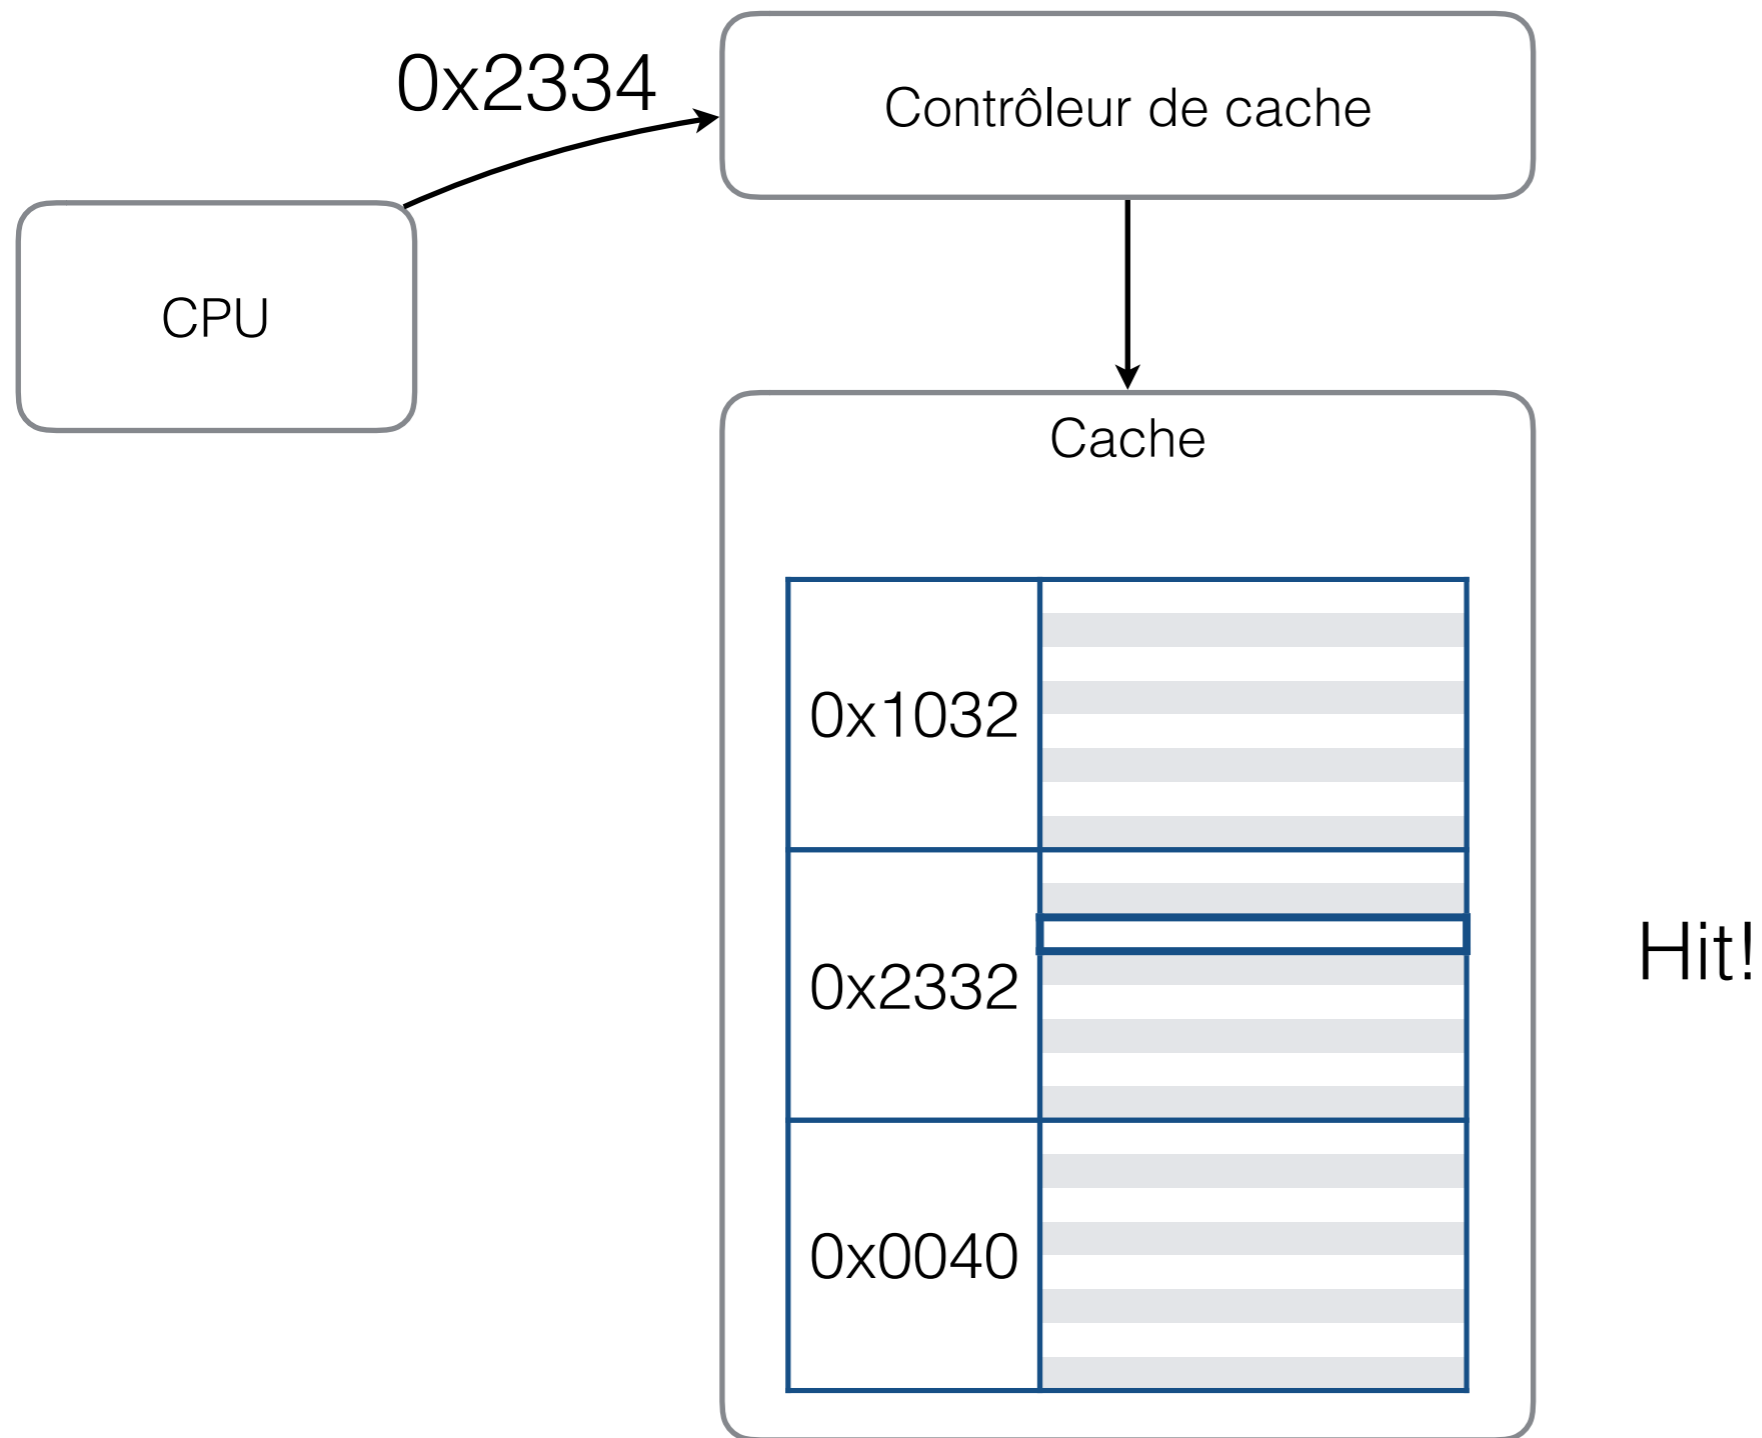 0x2334
Contrôleur de cache
CPU
Cache
0x1032
0x2332
Hit!
0x0040